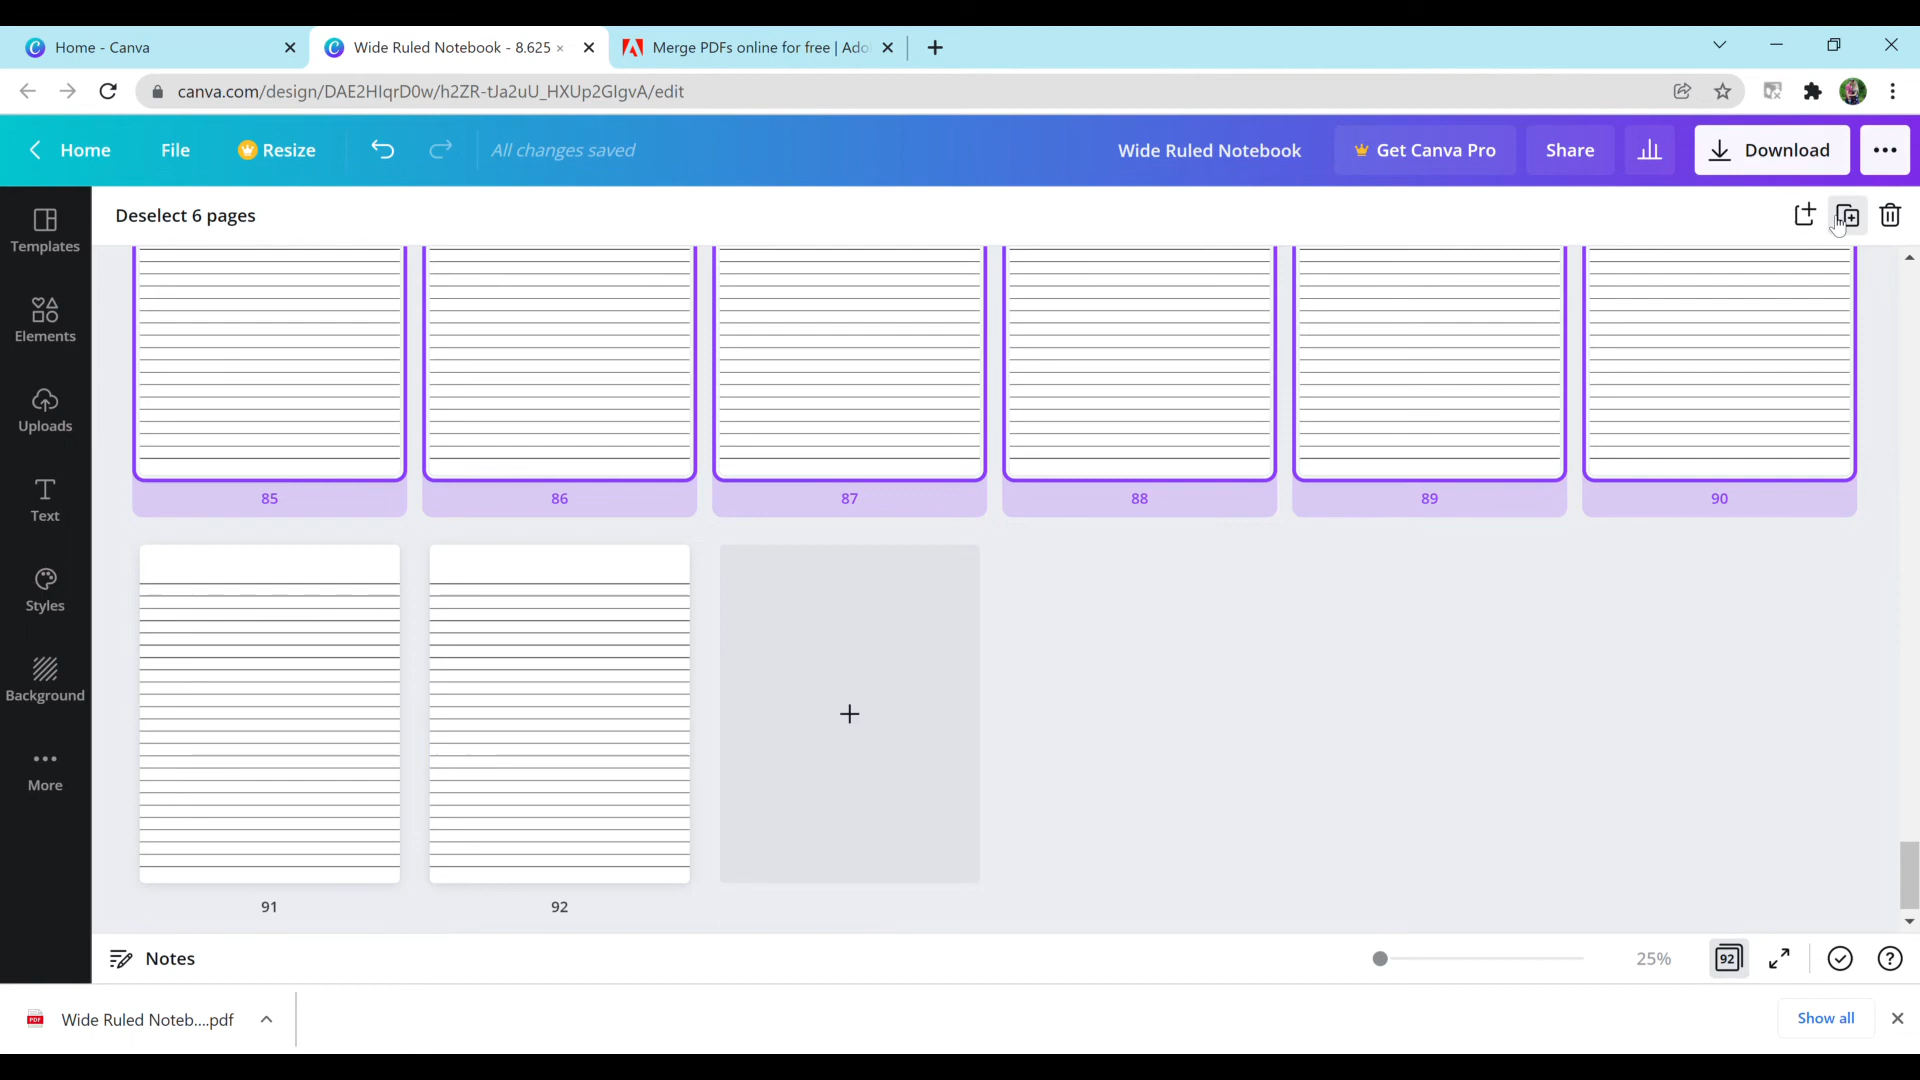 Home - Canva
Wide Ruled Notebook - 8.625 ×
Merge PDFs online for free | Ado
canva.com/design/DAE2HIqrD0w/h2ZR-tJa2uU_HXUp2GlgvA/edit
Home
File
Resize
All changes saved
Wide Ruled Notebook
Get Canva Pro
Share
Download
Templates
Elements
Uploads
Text
Styles
Background
More
Deselect 6 pages
85
86
87
88
89
90
91
92
Notes
25%
92
PDF
Wide Ruled Noteb....pdf
Show all